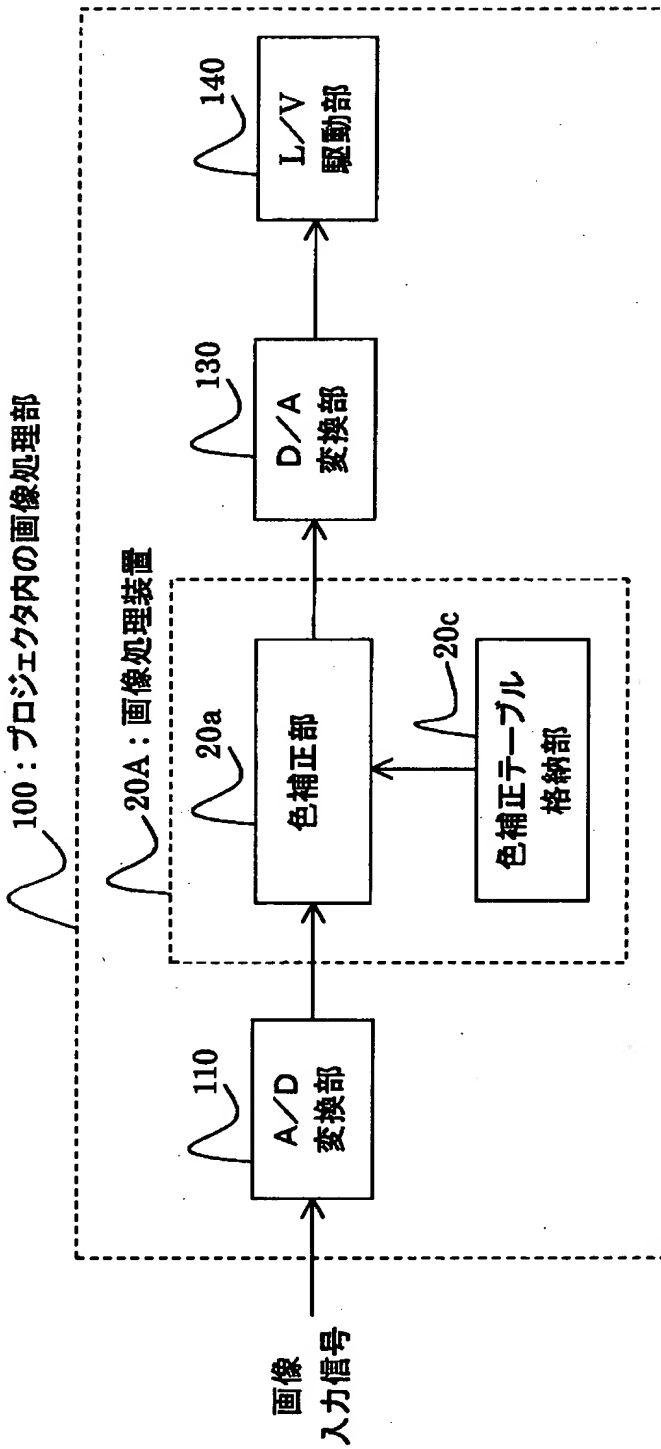 100：プロジェクタ内の画像処理部
20A：画像処理装置
画像
入力信号
110
A／D
変換部
20a
色補正部
20c
色補正テーブル
格納部
130
D／A
変換部
140
L／V
駆動部